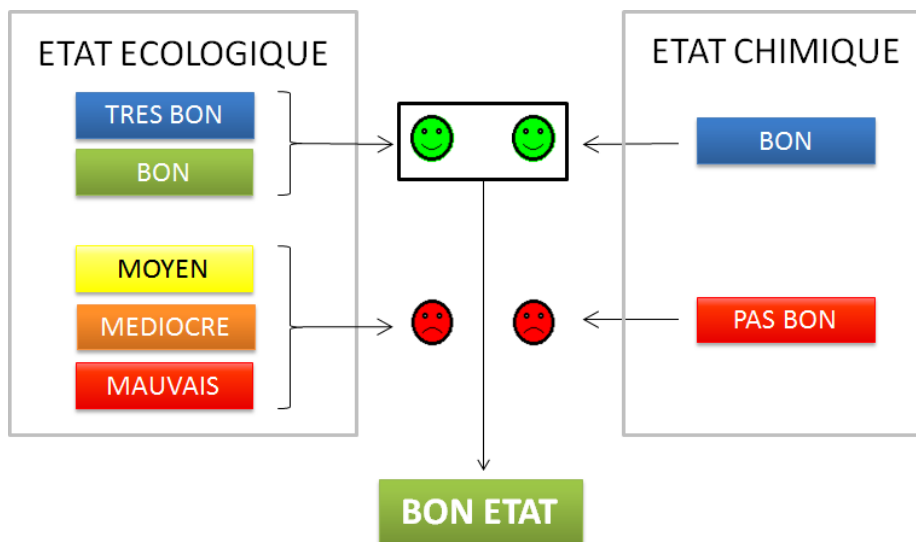 ETAT ECOLOGIQUE
TRES BON
BON
MOYEN
MEDIOCRE
MAUVAIS
ETAT CHIMIQUE
BON
PAS BON
BON ETAT